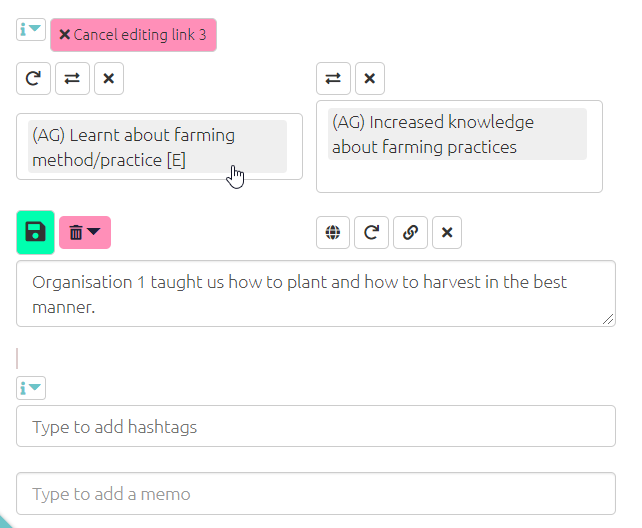 Cancel editing link 3
(AG) Learnt about farming
method/practice [E]
(AG) Increased knowledge
about farming practices
Organisation 1 taught us how to plant and how to harvest in the best
manner.
Type to add hashtags
Type to add a memo